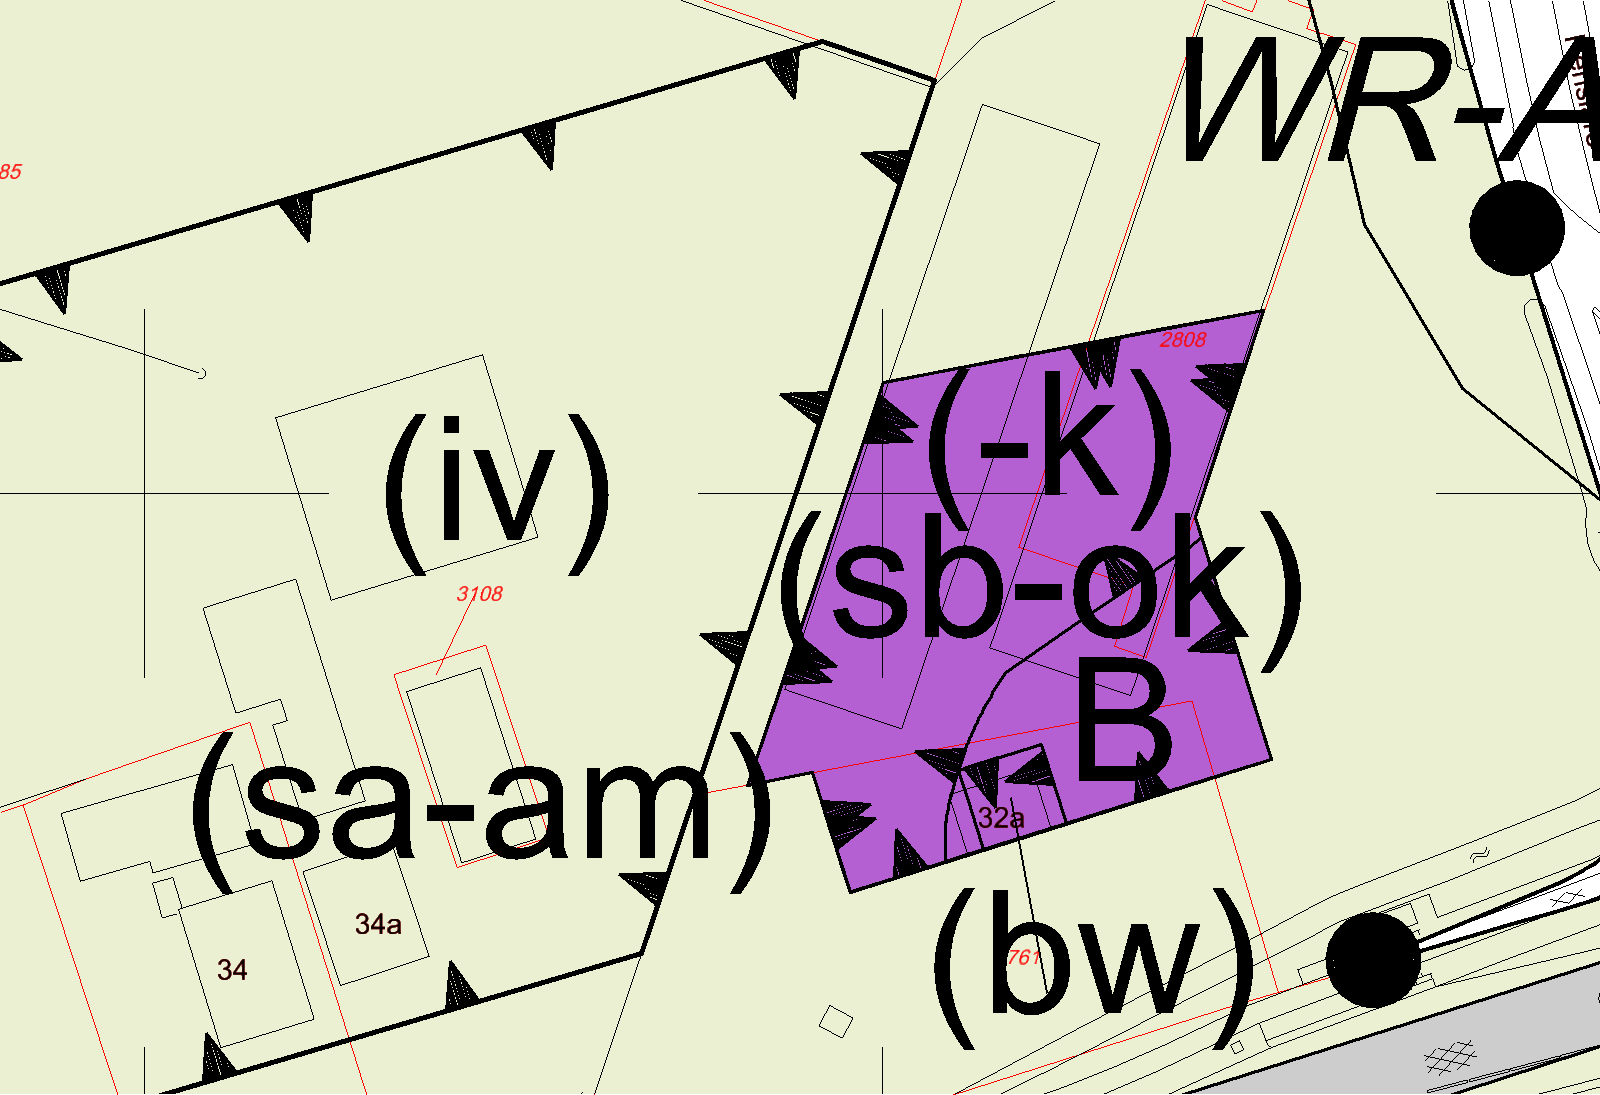 WR-A
85
2808
(-k)
(iv)
(sb-ok)
3108
B
(sa-am)
32a
34a
(bw)
761
34